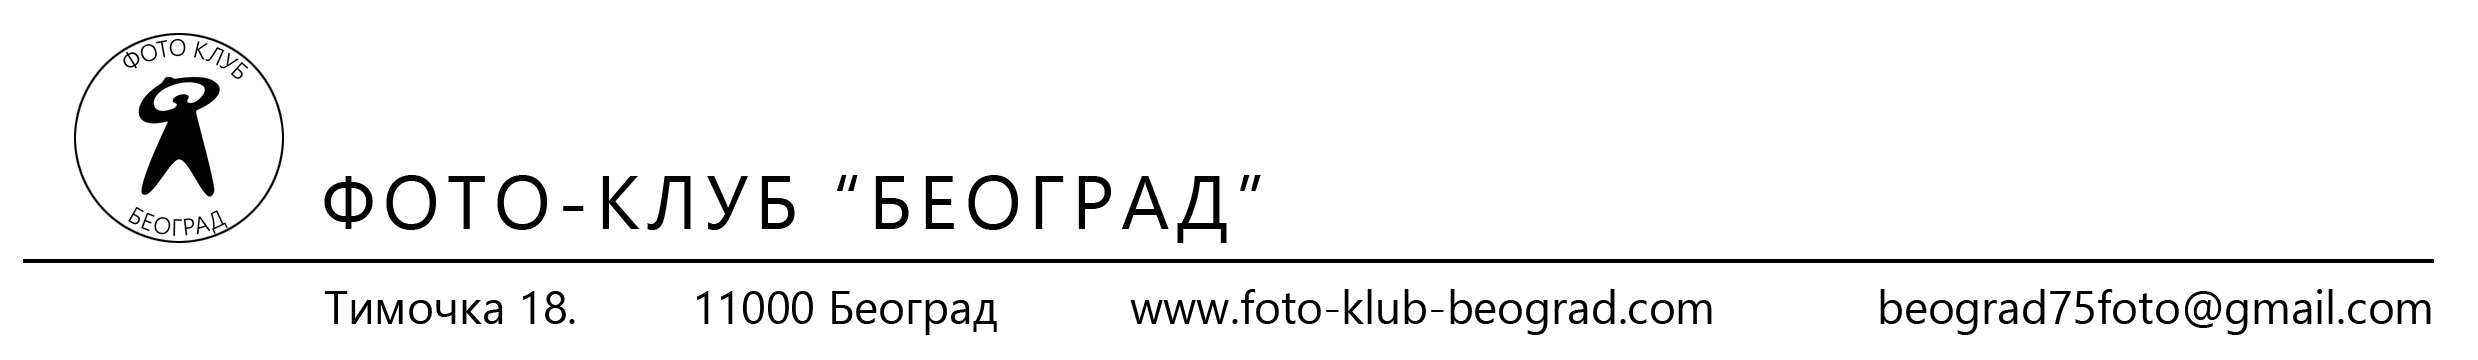 ФОТО КЛУБ
БЕОГРАД
ФОТО-КЛУБ “БЕОГРАД”
Тимочка 18. 11000 Београд www.foto-klub-beograd.com beograd75foto@gmail.com